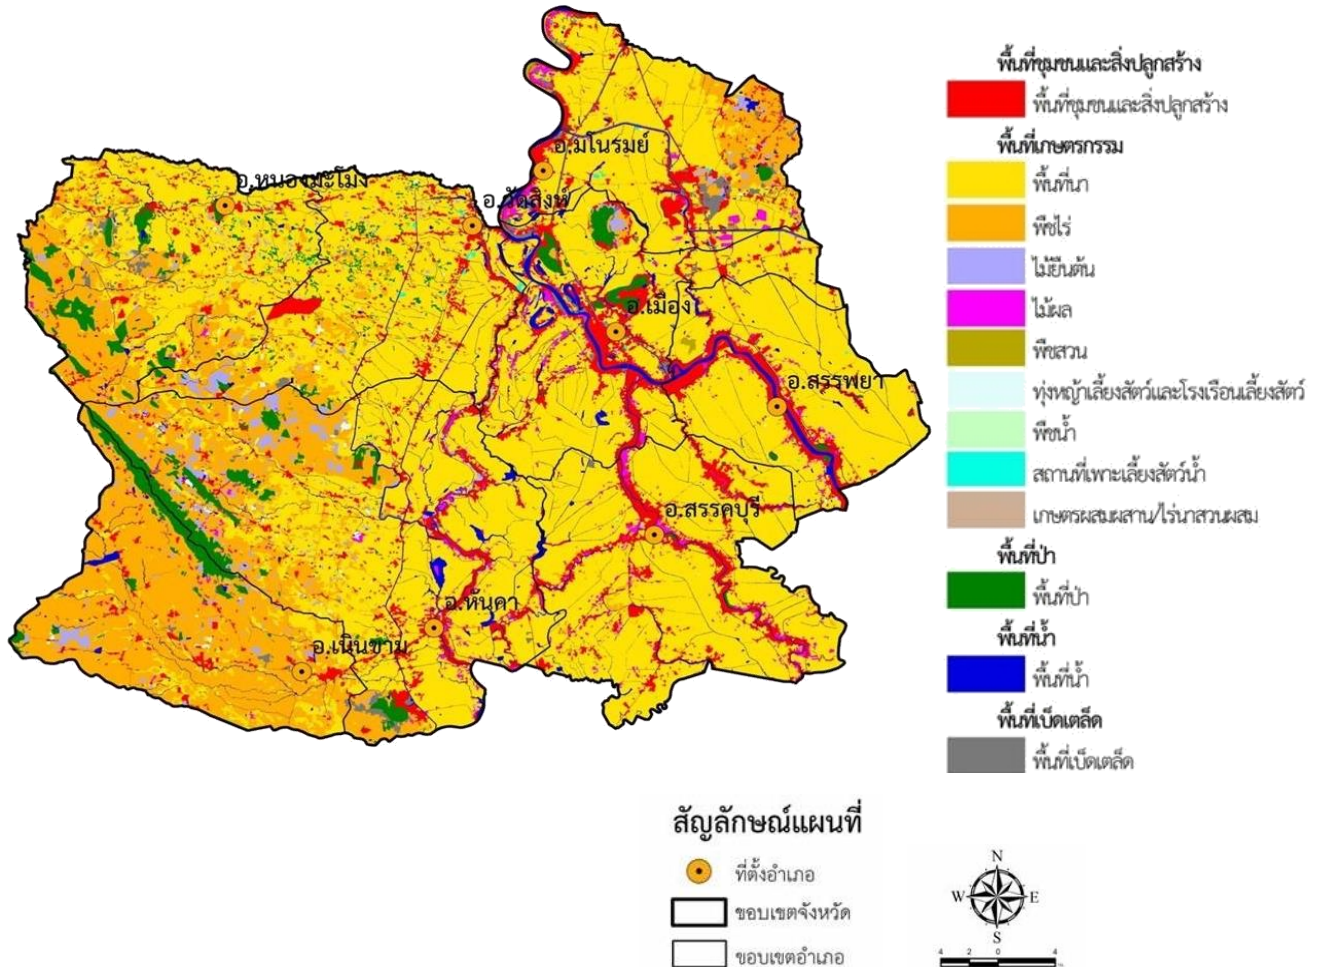 อ.มโนรมย์
อ.หนองมะโมง
อ.วัดสิงห์
อ.เมือง
อ.สรรพยา
อ.สรรคบุรี
อ.หันคา
อ.เนินขาม
พื้นที่ชุมชนและสิ่งปลูกสร้าง
พื้นที่ชุมชนและสิ่งปลูกสร้าง
พื้นที่เกษตรกรรม
พื้นที่นา
พืชไร่
ไม้ยืนต้น
ไม้ผล
พืชสวน
ทุ่งหญ้าเลี้ยงสัตว์และโรงเรือนเลี้ยงสัตว์
พืชน้ำ
สถานที่เพาะเลี้ยงสัตว์น้ำ
เกษตรผสมผสาน/ไร่นาสวนผสม
พื้นที่ป่า
พื้นที่ป่า
พื้นที่น้ำ
พื้นที่น้ำ
พื้นที่เบ็ดเตล็ด
พื้นที่เบ็ดเตล็ด
สัญลักษณ์แผนที่
ที่ตั้งอำเภอ
ขอบเขตจังหวัด
ขอบเขตอำเภอ
N
W E
S
4 2 0 4